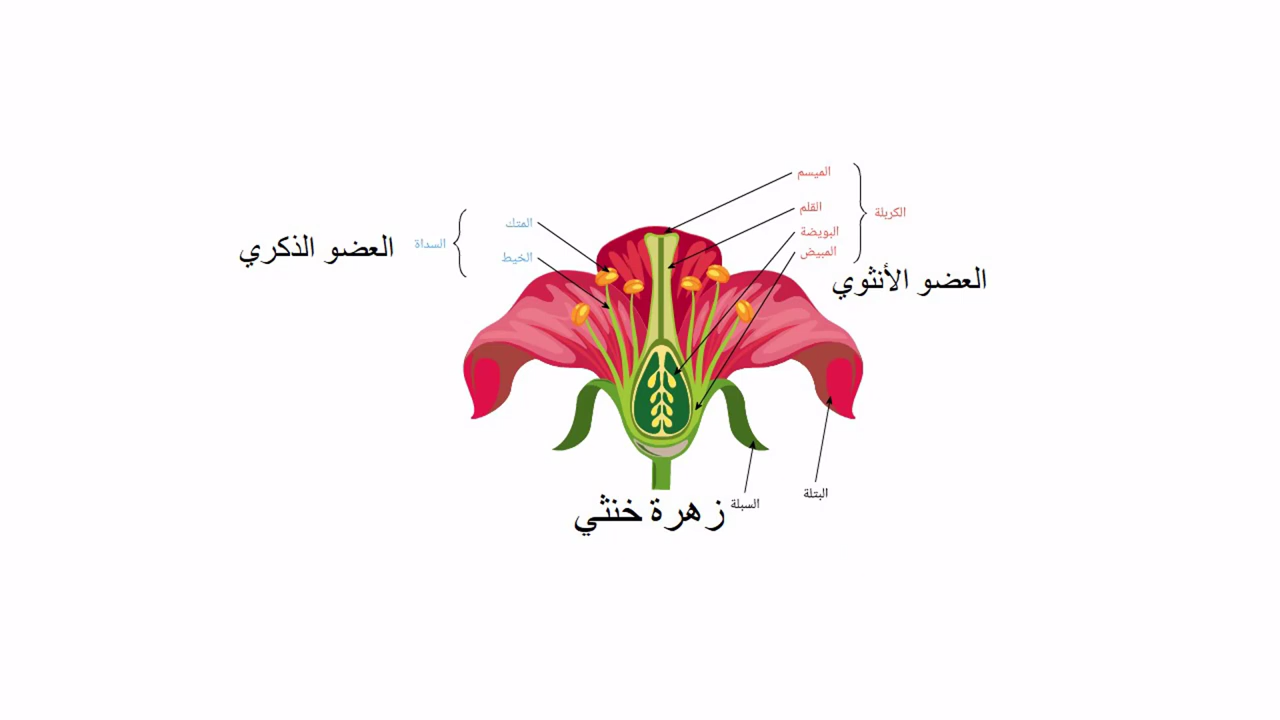 الميسم
القلم
الكربلة
البويضة
المبيض
العضو الأنثوي
المتك
السداة
العضو الذكري
الخيط
البتلة
السبلة
زهرة خنثي